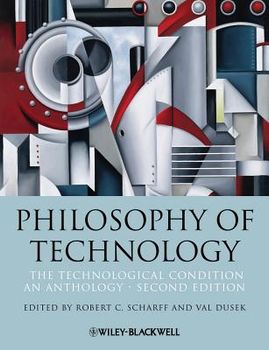 PHILOSOPHY OF
TECHNOLOGY
THE TECHNOLOGICAL CONDITION
AN ANTHOLOGY · SECOND EDITION
EDITED BY ROBERT C. SCHARFF AND VAL DUSEK
WILEY-BLACKWELL